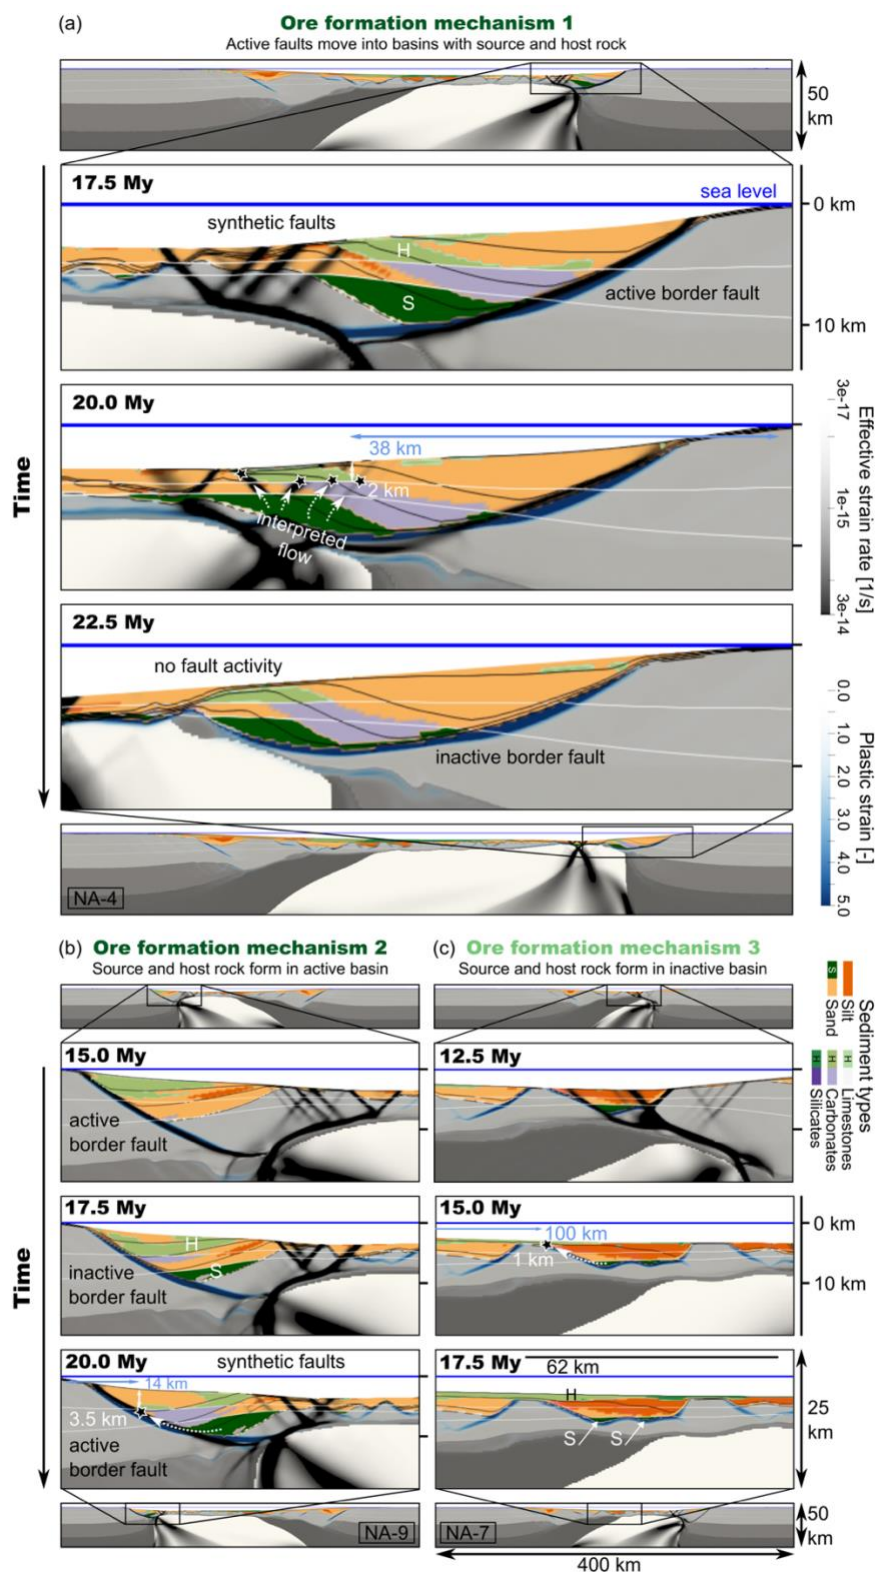 (a)
Ore formation mechanism 1
Active faults move into basins with source and host rock
50
km
17.5 My
sea level
0 km
synthetic faults
H
S
active border fault
10 km
Time
20.0 My
38 km
2 km
Interpreted
flow
22.5 My
no fault activity
inactive border fault
NA-4
3e-17
1e-15
3e-14
Effective strain rate [1/s]
0.0
1.0
2.0
3.0
4.0
5.0
Plastic strain [-]
(b)
Ore formation mechanism 2
Source and host rock form in active basin
(c)
Ore formation mechanism 3
Source and host rock form in inactive basin
Sediment types
S
Silt
Sand
H
H
H
Limestones
Carbonates
Silicates
Time
15.0 My
active
border fault
12.5 My
17.5 My
H
S
inactive
border fault
15.0 My
100 km
1 km
0 km
10 km
20.0 My
synthetic faults
14 km
3.5 km
active
border fault
17.5 My
62 km
H
S
S
25
km
NA-9
NA-7
50
km
400 km